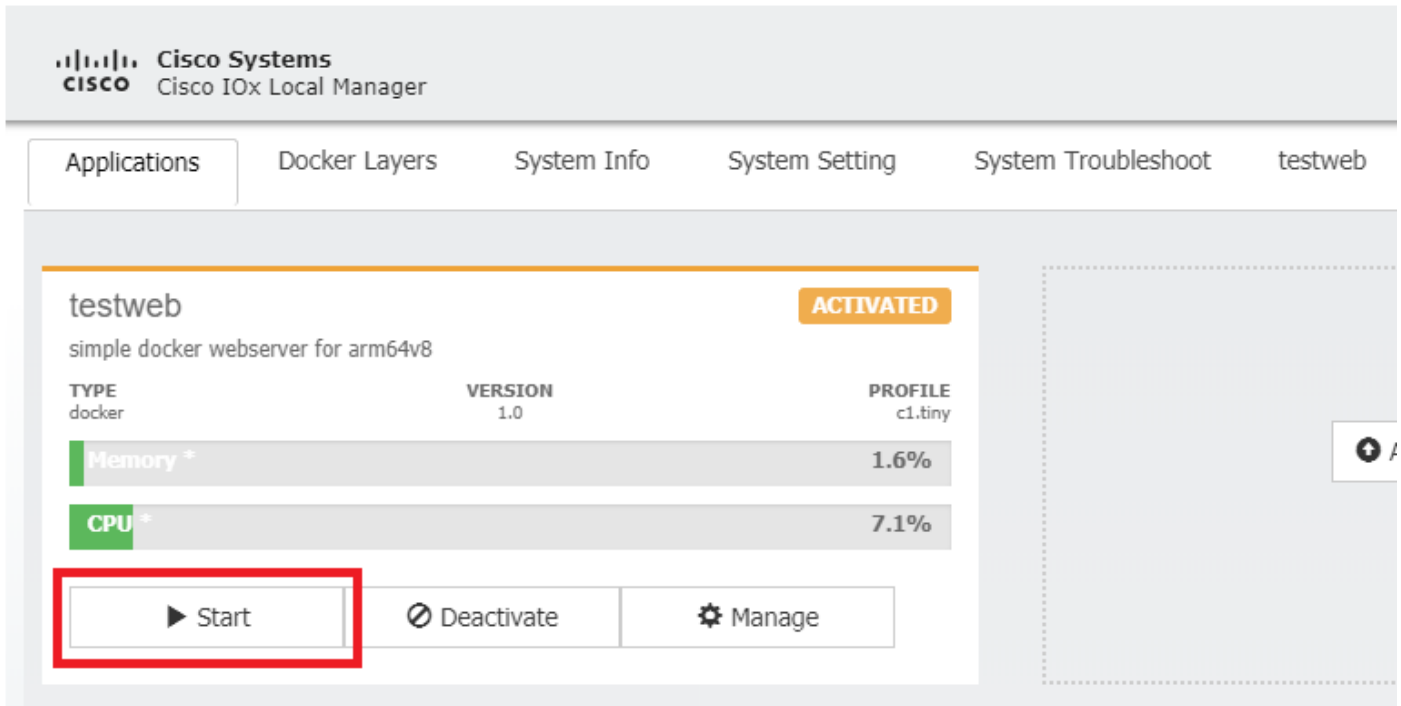 Cisco Systems
CISCO Cisco IOx Local Manager
Applications Docker Layers System Info System Setting System Troubleshoot testweb
testweb ACTIVATED
simple docker webserver for arm64v8
TYPE VERSION PROFILE
docker 1.0 c1.tiny
Memory * 1.6%
CPU * 7.1%
Start Deactivate Manage